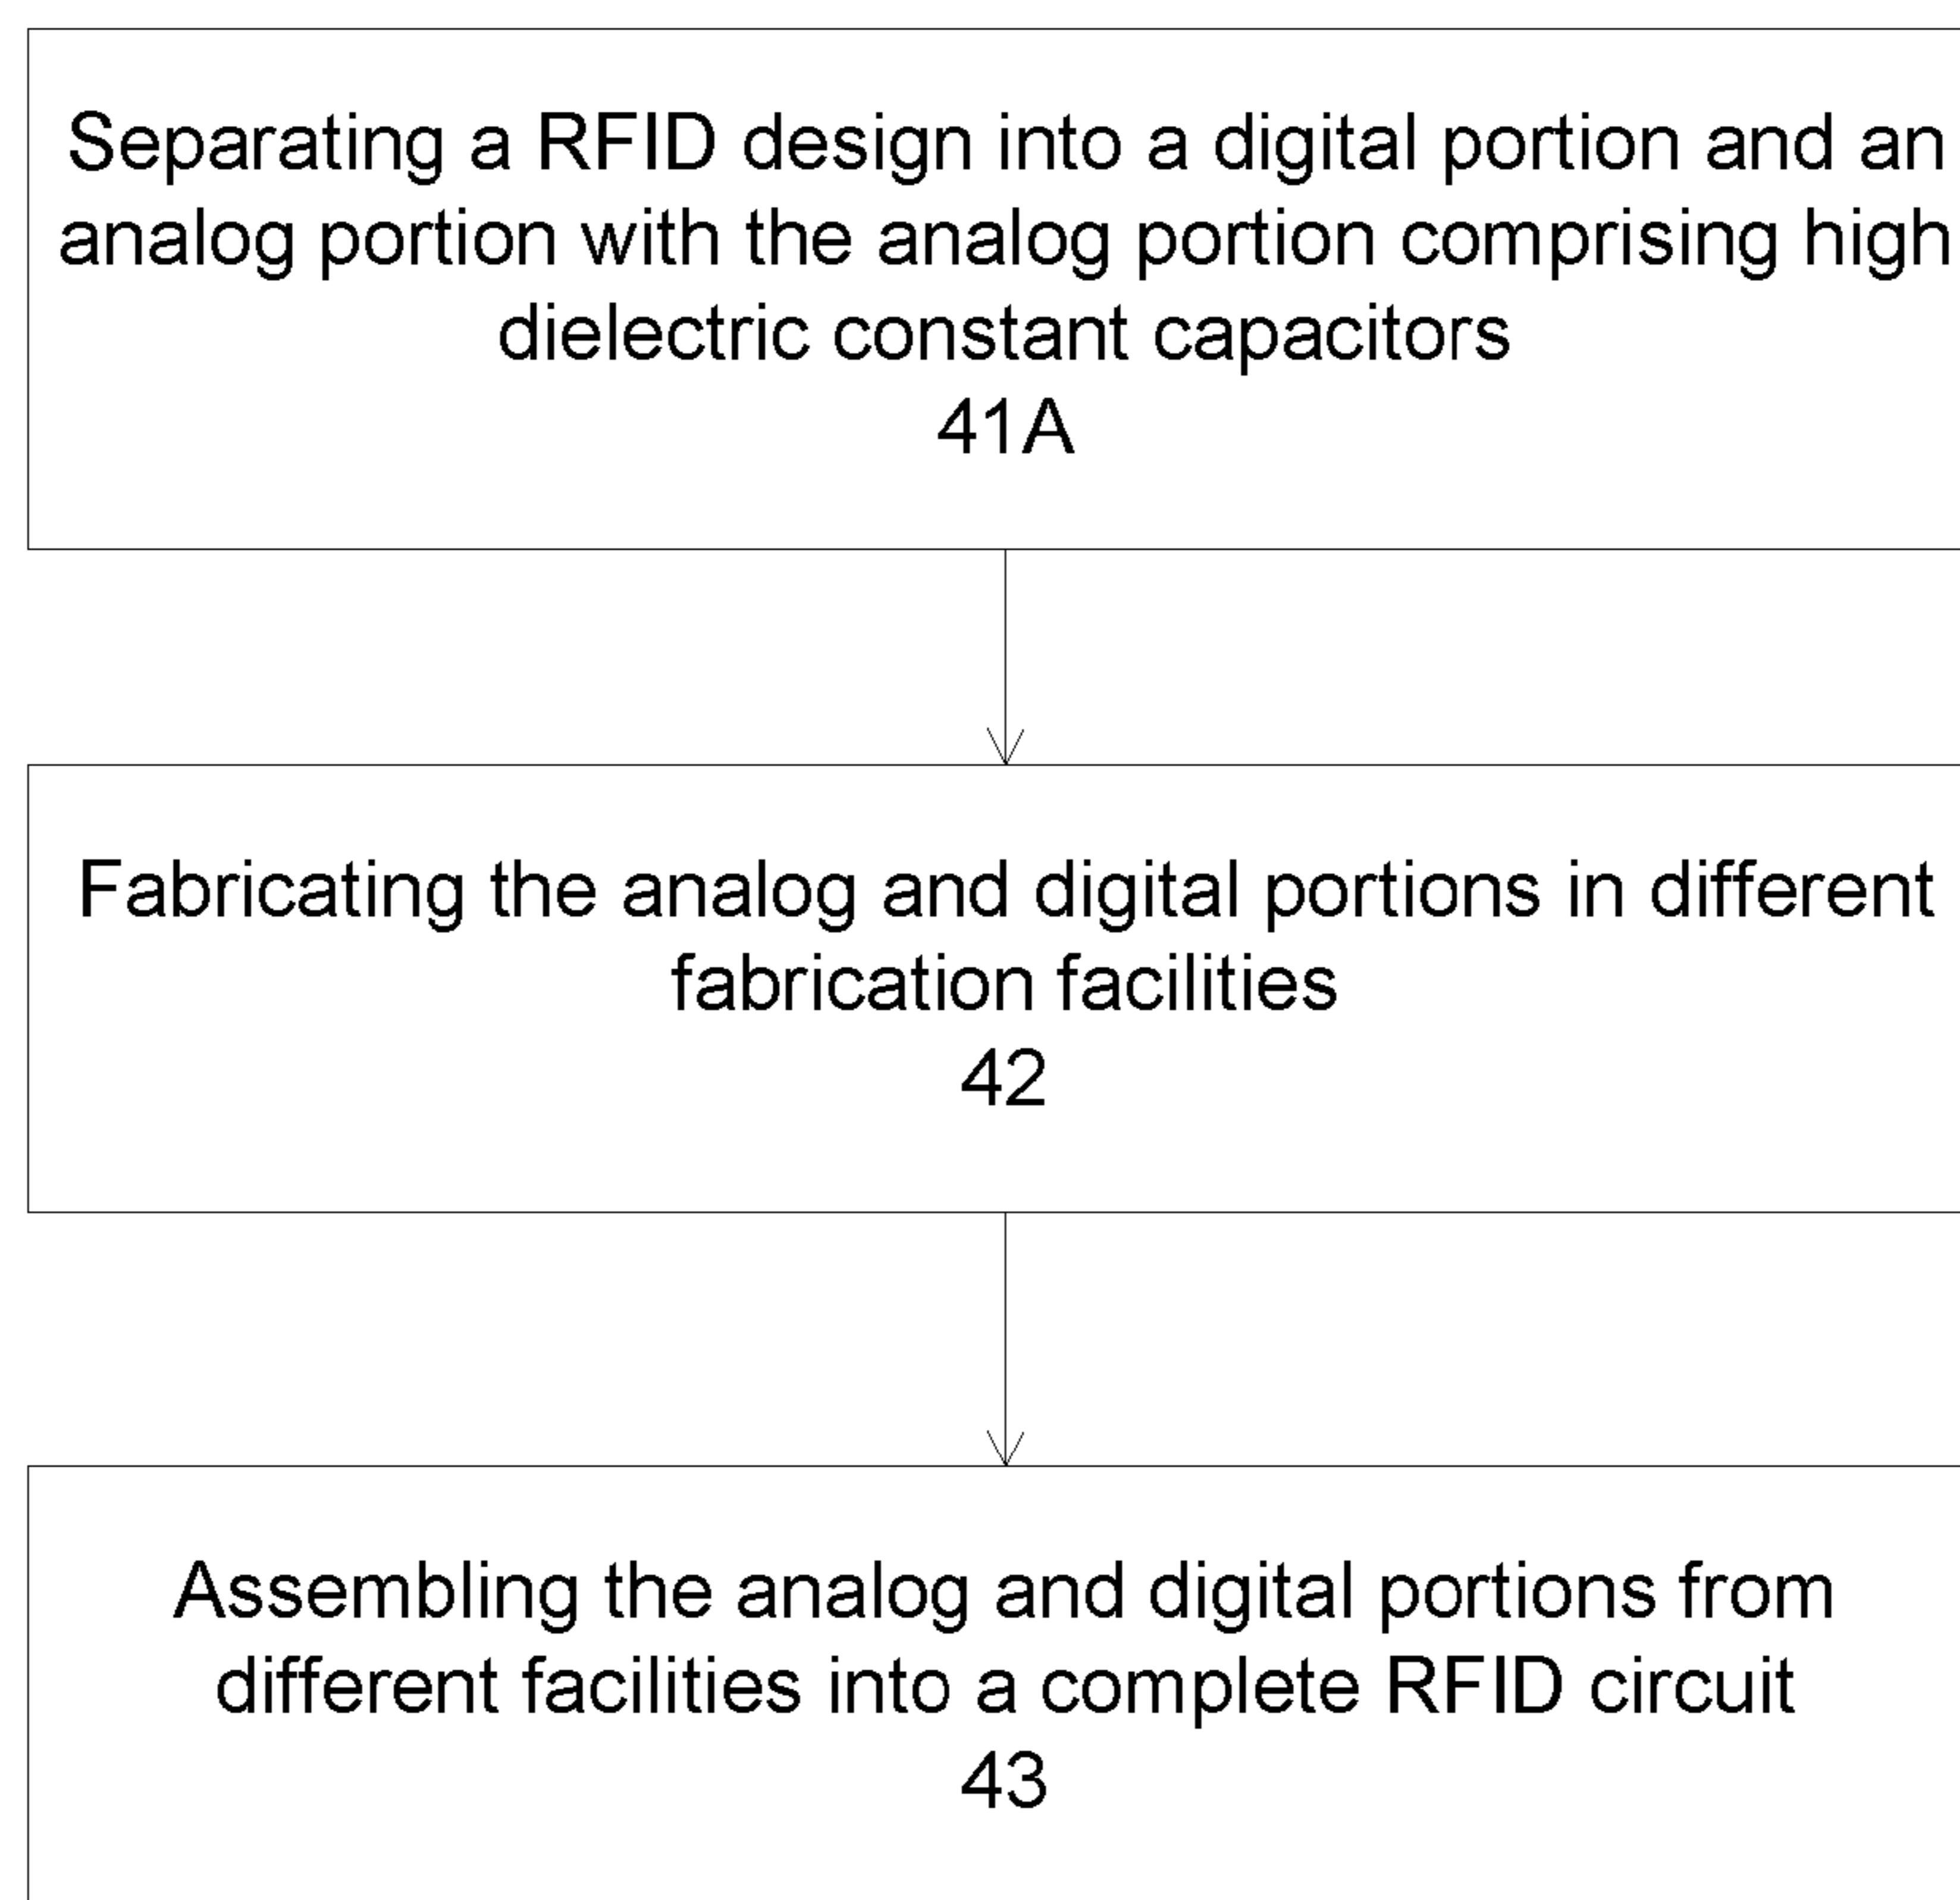 Separating a RFID design into a digital portion and an
analog portion with the analog portion comprising high
dielectric constant capacitors
41A
Fabricating the analog and digital portions in different
fabrication facilities
42
Assembling the analog and digital portions from
different facilities into a complete RFID circuit
43